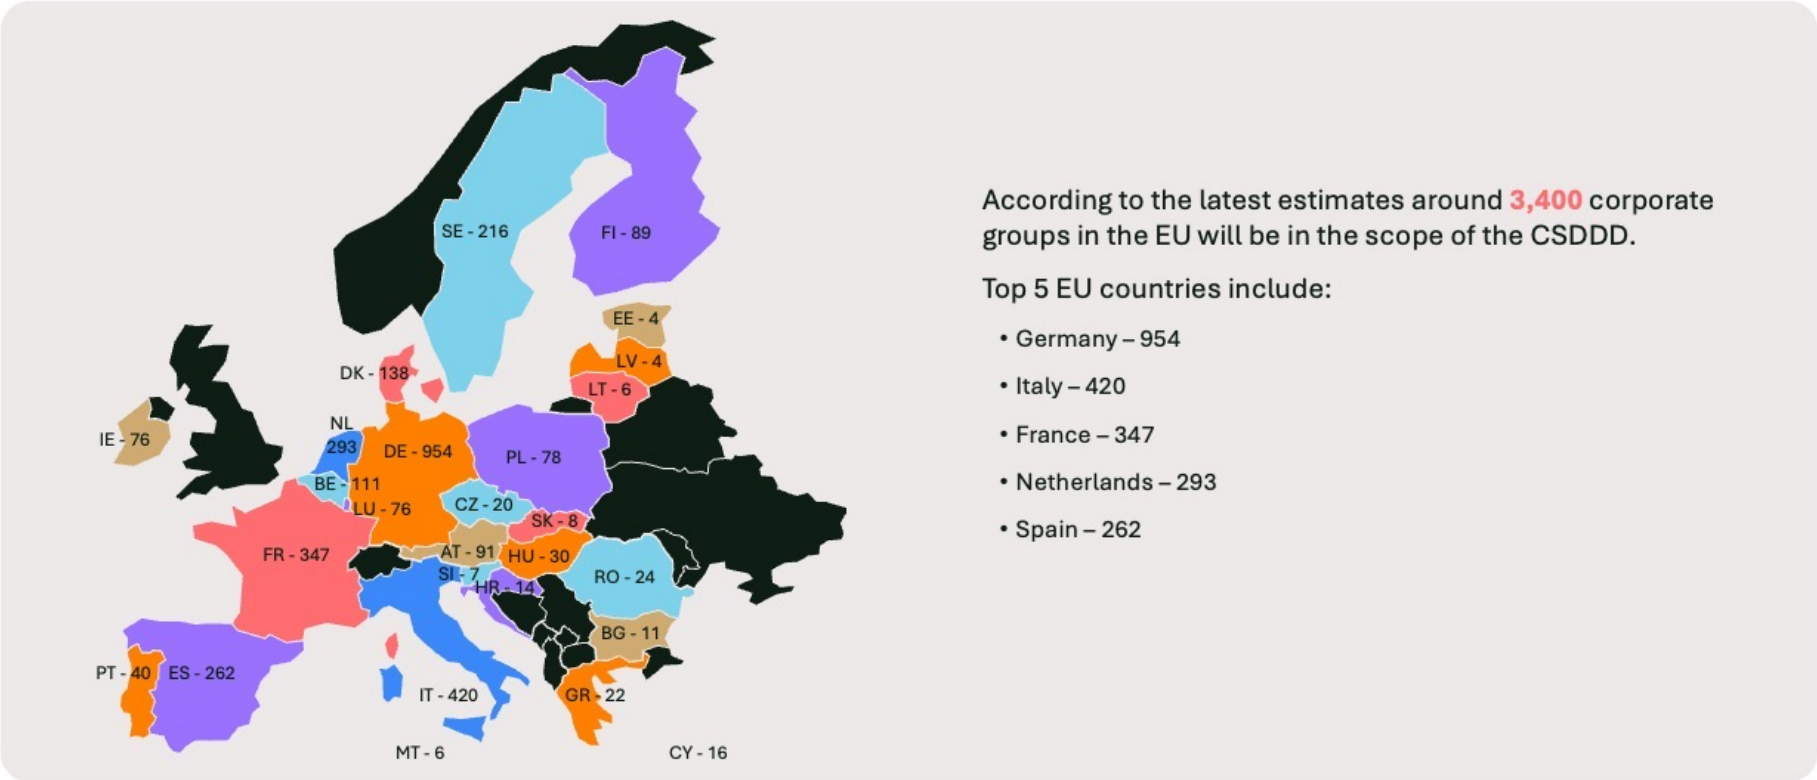 SE - 216
FI - 89
EE - 4
LV - 4
LT - 6
DK - 138
IE - 76
NL
293
DE - 954
PL - 78
BE - 111
LU - 76
CZ - 20
SK - 8
FR - 347
AT - 91
HU - 30
SI - 7
HR - 14
RO - 24
BG - 11
PT - 40
ES - 262
IT - 420
GR - 22
MT - 6
CY - 16
According to the latest estimates around 3,400 corporate
groups in the EU will be in the scope of the CSDDD.
Top 5 EU countries include:
• Germany – 954
• Italy – 420
• France – 347
• Netherlands – 293
• Spain – 262